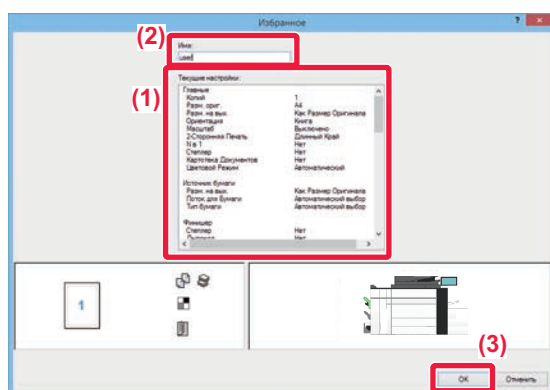 Избранное
? ×
(2)
Имя:
user
(1)
Текущие настройки:
Главные
Копий 1
Разм. ориг. A4
Разм. на вых. Как Размер Оригинала
Ориентация Книга
Масштаб Выключено
2-Сторонняя Печать Длинный Край
N в 1 Нет
Степлер Нет
Картотека Документов Нет
Цветовой Режим Автоматический
Источник бумаги
Разм. на вых. Как Размер Оригинала
Лоток для Бумаги Автоматический выбор
Тип бумаги Автоматический выбор
Финишер
Степлер Нет
Нет
1
(3)
OK
Отменить